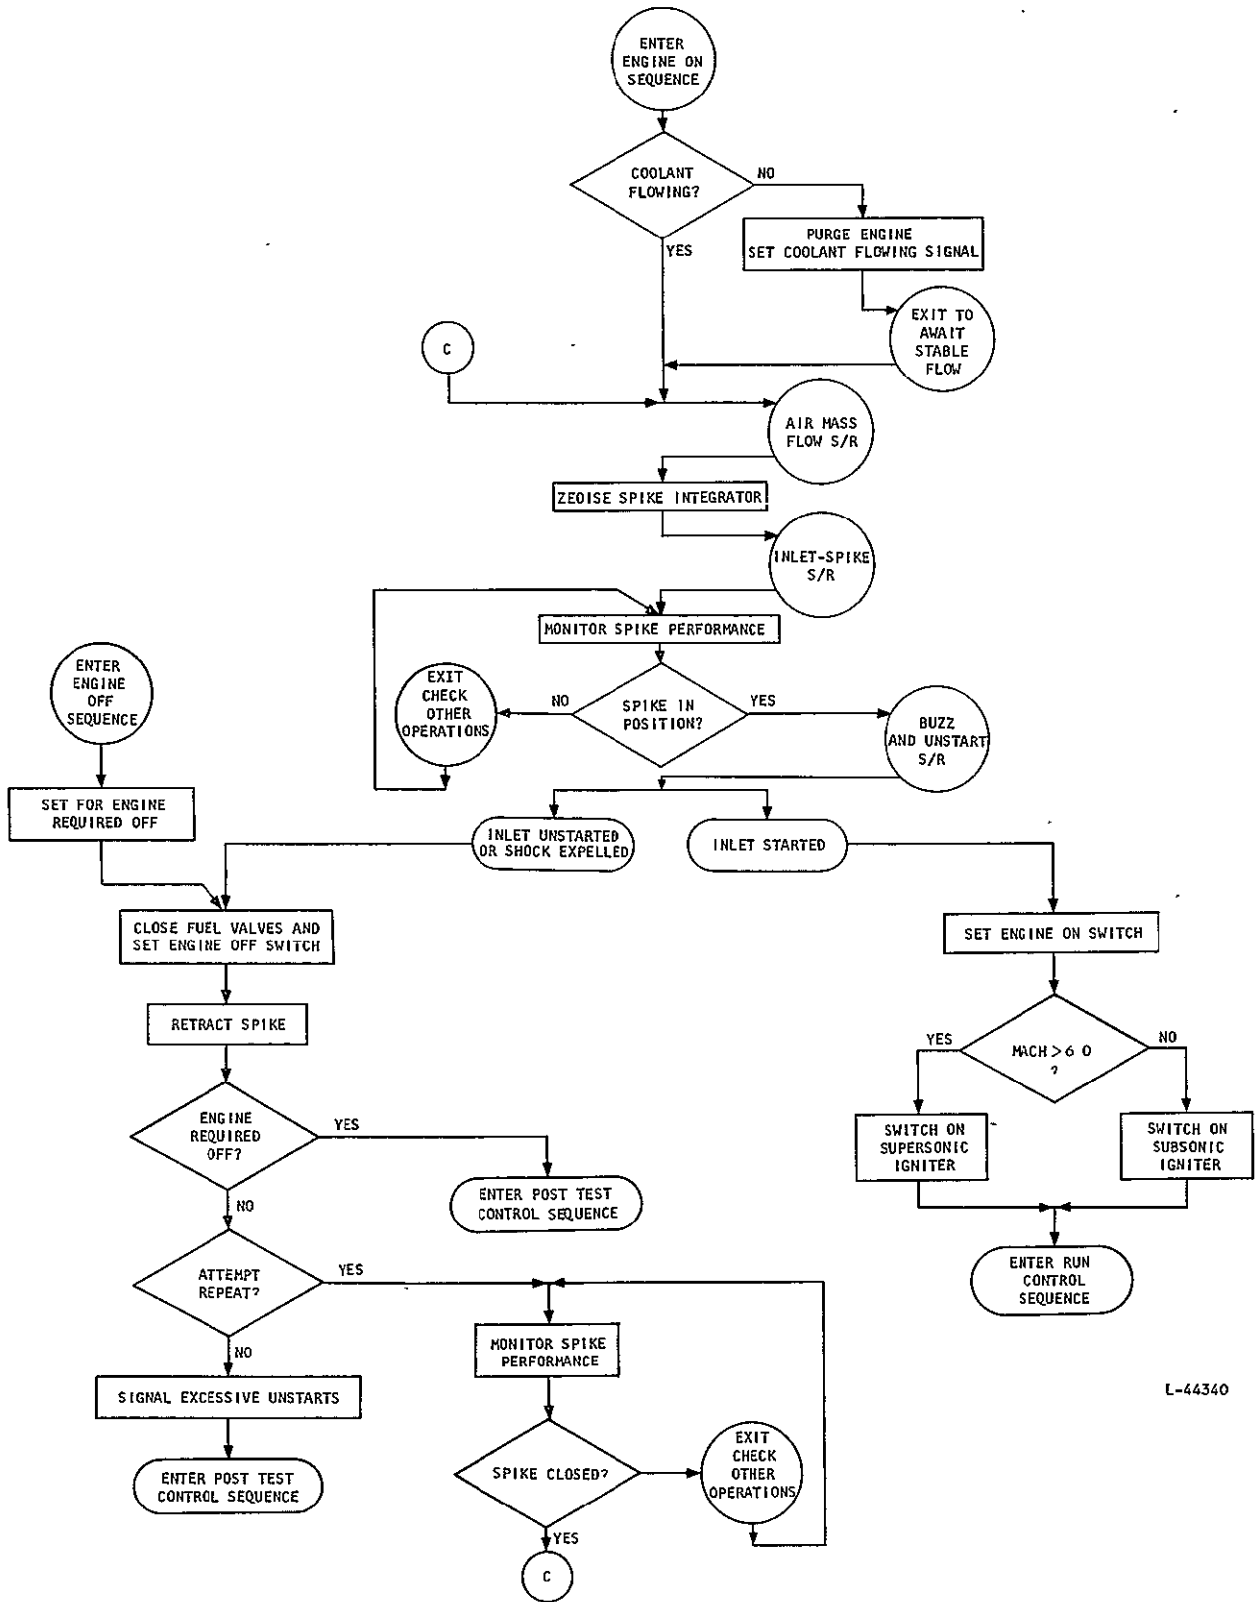 ENTER
ENGINE ON
SEQUENCE
COOLANT
FLOWING?
NO
YES
PURGE ENGINE
SET COOLANT FLOWING SIGNAL
EXIT TO
AWAIT
STABLE
FLOW
C
AIR MASS
FLOW S/R
ZEOISE SPIKE INTEGRATOR
INLET-SPIKE
S/R
MONITOR SPIKE PERFORMANCE
ENTER
ENGINE
OFF
SEQUENCE
EXIT
CHECK
OTHER
OPERATIONS
NO
SPIKE IN
POSITION?
YES
BUZZ
AND UNSTART
S/R
SET FOR ENGINE
REQUIRED OFF
INLET UNSTARTED
OR SHOCK EXPELLED
INLET STARTED
CLOSE FUEL VALVES AND
SET ENGINE OFF SWITCH
SET ENGINE ON SWITCH
RETRACT SPIKE
YES
MACH > 6 0
?
NO
ENGINE
REQUIRED
OFF?
YES
SWITCH ON
SUPERSONIC
IGNITER
SWITCH ON
SUBSONIC
IGNITER
ENTER POST TEST
CONTROL SEQUENCE
NO
ENTER RUN
CONTROL
SEQUENCE
ATTEMPT
REPEAT?
YES
NO
MONITOR SPIKE
PERFORMANCE
SIGNAL EXCESSIVE UNSTARTS
L-44340
EXIT
CHECK
OTHER
OPERATIONS
SPIKE CLOSED?
ENTER POST TEST
CONTROL SEQUENCE
YES
C